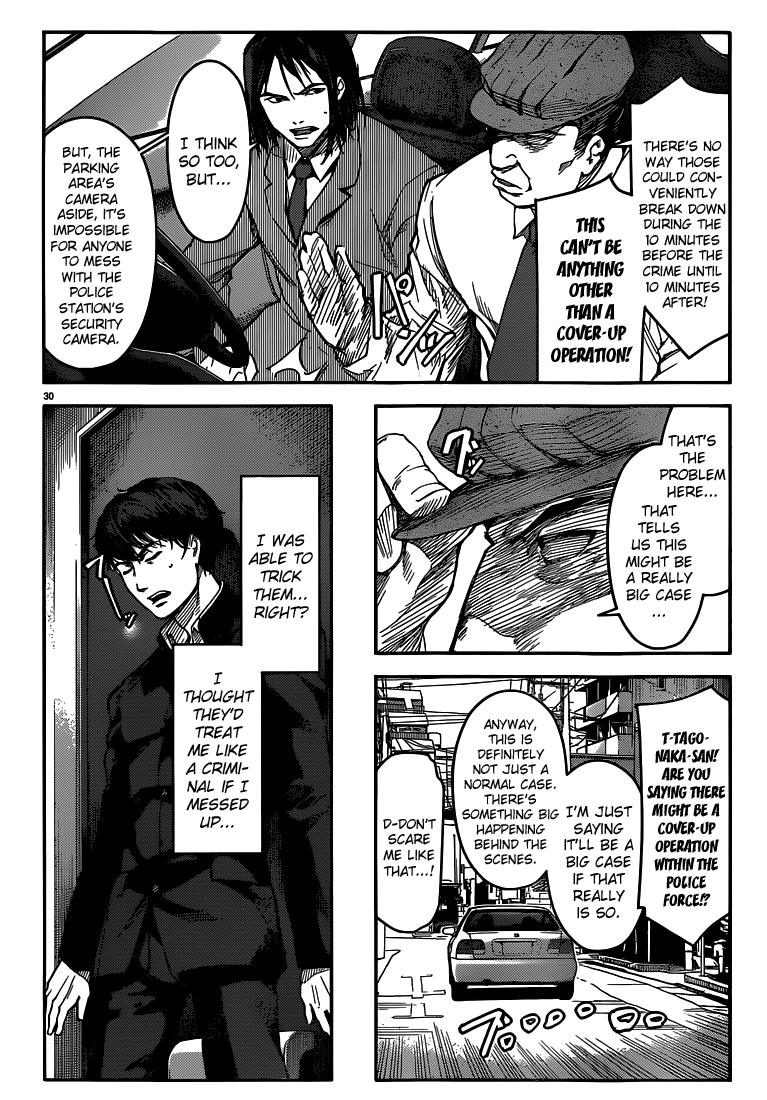 THERE'S NO
WAY THOSE
COULD CON-
VENIENTLY
BREAK DOWN
DURING THE
10 MINUTES
BEFORE THE
CRIME UNTIL
10 MINUTES
AFTER!
THIS
CAN'T BE
ANYTHING
OTHER
THAN A
COVER-UP
OPERATION!
I THINK
SO TOO,
BUT...
BUT, THE
PARKING
AREA'S
CAMERA
ASIDE, IT'S
IMPOSSIBLE
FOR ANYONE
TO MESS
WITH THE
POLICE
STATION'S
SECURITY
CAMERA.
パンッ
30
THAT'S
THE
PROBLEM
HERE...
THAT
TELLS
US THIS
MIGHT BE
A REALLY
BIG CASE
...
T-TAGO-
NAKA-SAN!
ARE YOU
SAYING THERE
MIGHT BE A
COVER-UP
OPERATION
WITHIN THE
POLICE
FORCE!?
I'M JUST
SAYING
IT'LL BE A
BIG CASE
IF THAT
REALLY
IS SO.
ANYWAY,
THIS IS
DEFINITELY
NOT JUST A
NORMAL CASE.
THERE'S
SOMETHING BIG
HAPPENING
BEHIND THE
SCENES.
D-DON'T
SCARE
ME LIKE
THAT...!
I WAS
ABLE TO
TRICK
THEM...
RIGHT?
I
THOUGHT
THEY'D
TREAT
ME LIKE
A CRIMI-
NAL IF I
MESSED
UP...